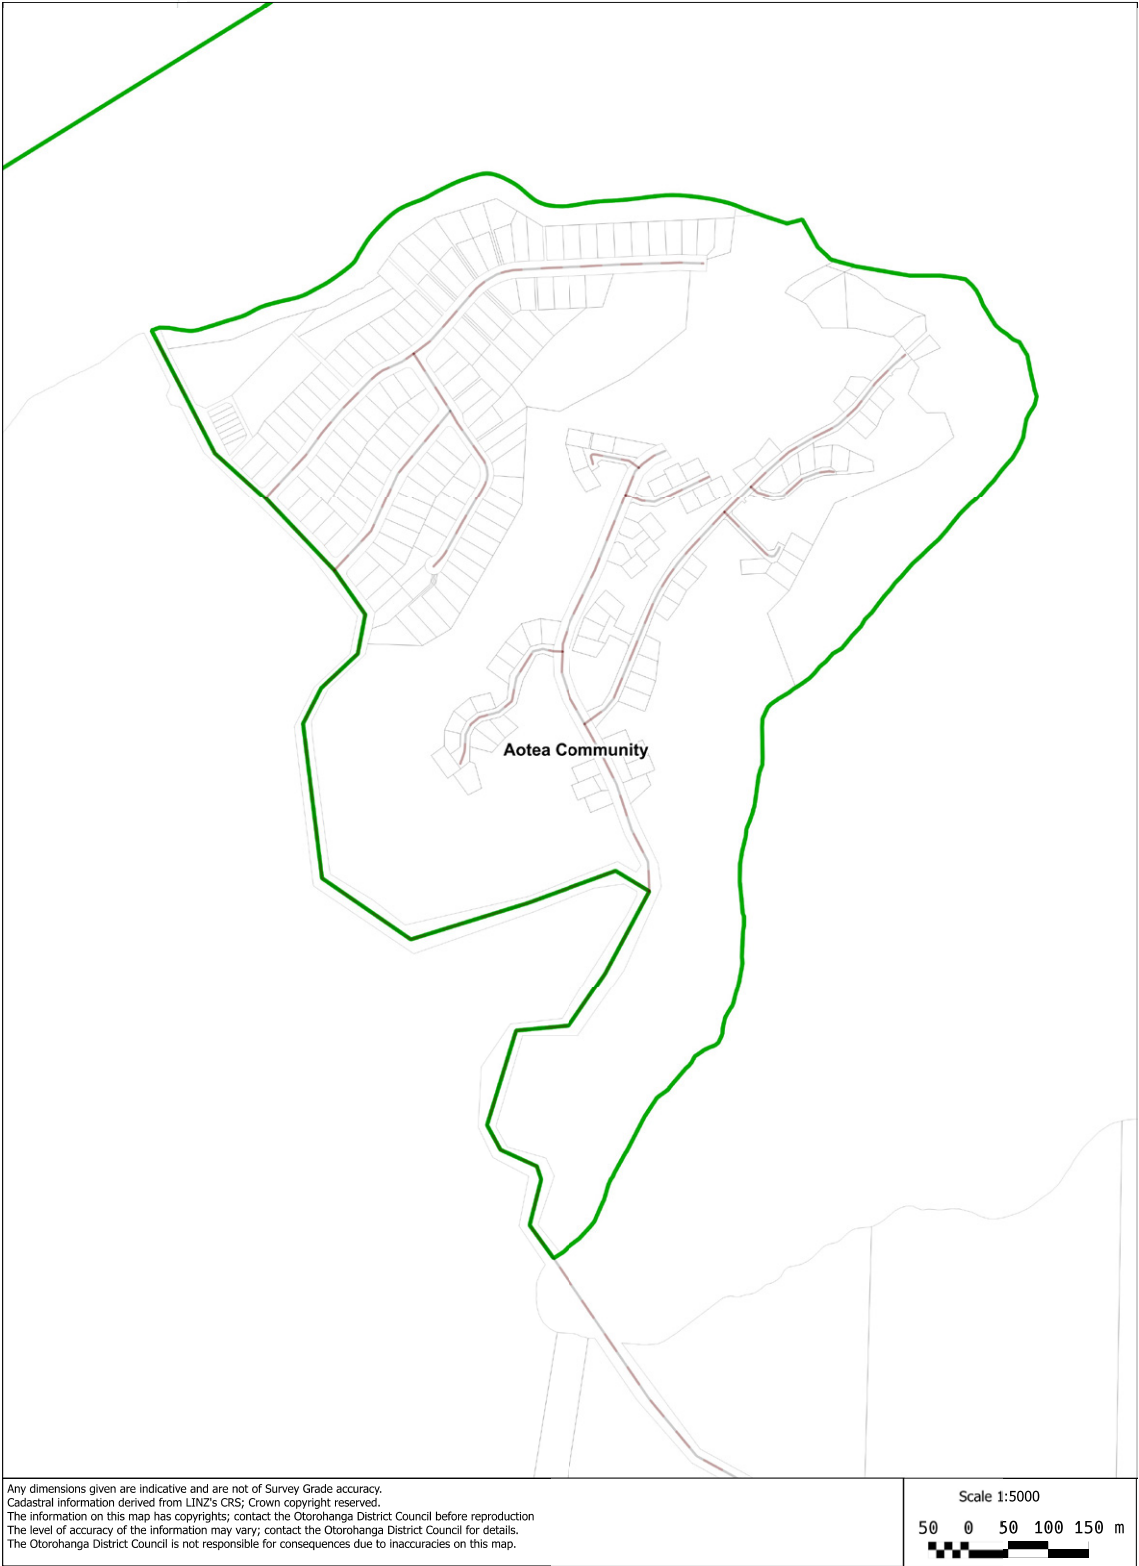 Aotea Community
Any dimensions given are indicative and are not of Survey Grade accuracy.
Cadastral information derived from LINZ's CRS; Crown copyright reserved.
The information on this map has copyrights; contact the Otorohanga District Council before reproduction
The level of accuracy of the information may vary; contact the Otorohanga District Council for details.
The Otorohanga District Council is not responsible for consequences due to inaccuracies on this map.
Scale 1:5000
50 0 50 100 150 m